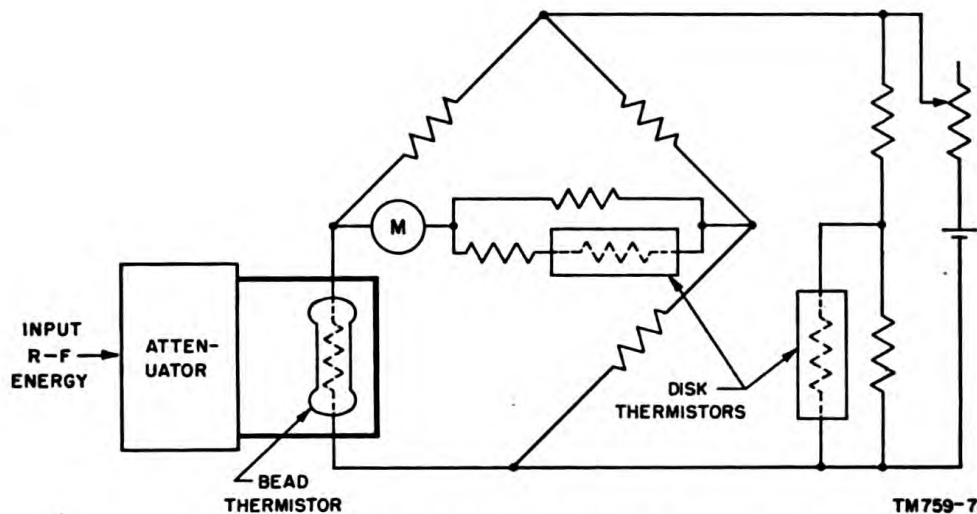 INPUT
R-F
ENERGY
ATTEN-
UATOR
M
BEAD
THERMISTOR
DISK
THERMISTORS
TM759-7